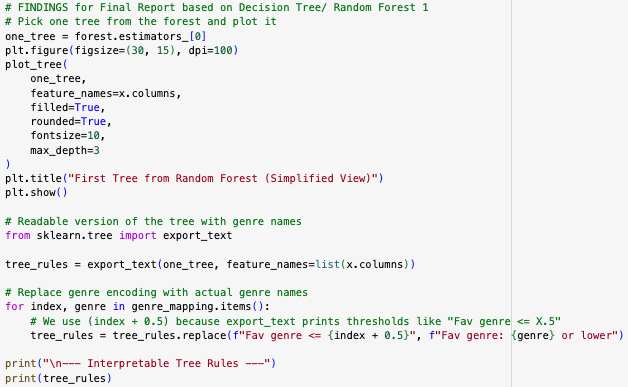 # FINDINGS for Final Report based on Decision Tree/ Random Forest 1
# Pick one tree from the forest and plot it
one_tree = forest.estimators_[0]
plt.figure(figsize=(30, 15), dpi=100)
plot_tree(
    one_tree,
    feature_names=x.columns,
    filled=True,
    rounded=True,
    fontsize=10,
    max_depth=3
)
plt.title("First Tree from Random Forest (Simplified View)")
plt.show()

# Readable version of the tree with genre names
from sklearn.tree import export_text

tree_rules = export_text(one_tree, feature_names=list(x.columns))

# Replace genre encoding with actual genre names
for index, genre in genre_mapping.items():
    # We use (index + 0.5) because export_text prints thresholds like "Fav genre <= X.5"
    tree_rules = tree_rules.replace(f"Fav genre <= {index + 0.5}", f"Fav genre: {genre} or lower")

print("\n--- Interpretable Tree Rules ---")
print(tree_rules)